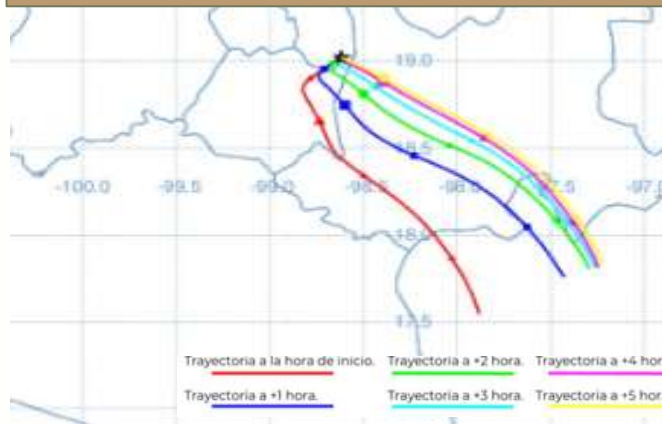 19.0
18.5
-100.0 -99.5 -99.0 -98.5 -98.0 -97.5 -97.0
18.0
17.5
Trayectoria a la hora de inicio. Trayectoria a +2 hora. Trayectoria a +4 hora.
Trayectoria a +1 hora. Trayectoria a +3 hora. Trayectoria a +5 hor